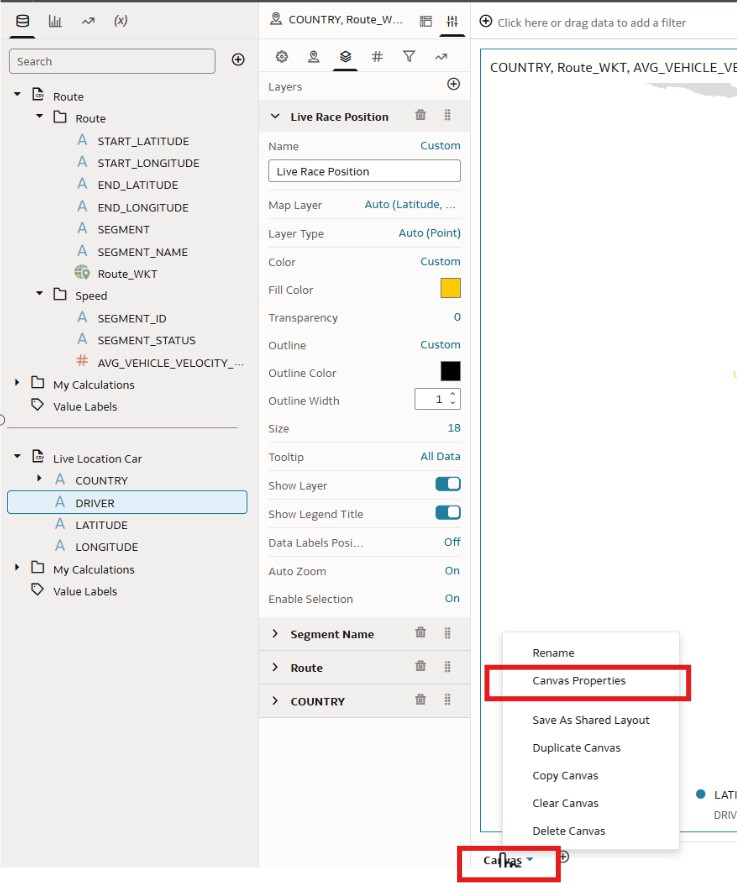 (x)
Search
Route
Route
START_LATITUDE
START_LONGITUDE
END_LATITUDE
END_LONGITUDE
SEGMENT
SEGMENT_NAME
Route_WKT
Speed
SEGMENT_ID
SEGMENT_STATUS
AVG_VEHICLE_VELOCITY_...
My Calculations
Value Labels
Live Location Car
COUNTRY
DRIVER
LATITUDE
LONGITUDE
My Calculations
Value Labels
COUNTRY, Route_W...
Layers
Live Race Position
Name Custom
Live Race Position
Map Layer Auto (Latitude, ...
Layer Type Auto (Point)
Color Custom
Fill Color
Transparency 0
Outline Custom
Outline Color
Outline Width 1
Size 18
Tooltip All Data
Show Layer
Show Legend Title
Data Labels Posi... Off
Auto Zoom On
Enable Selection On
Segment Name
Route
COUNTRY
Click here or drag data to add a filter
COUNTRY, Route_WKT, AVG_VEHICLE_VE
Rename
Canvas Properties
Save As Shared Layout
Duplicate Canvas
Copy Canvas
Clear Canvas
Delete Canvas
LATI
DRIV
Canvas